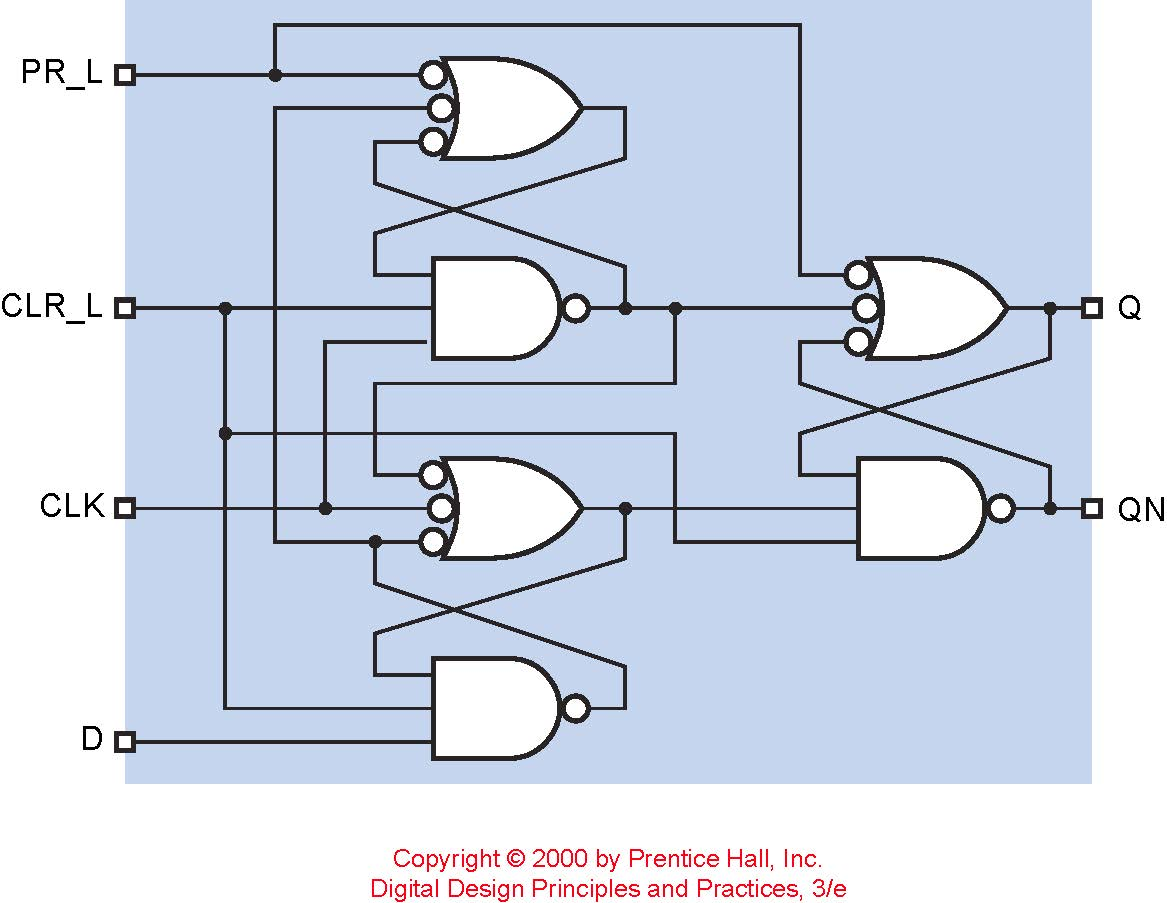 PR_L
CLR_L
Q
CLK
QN
D
Copyright © 2000 by Prentice Hall, Inc.
Digital Design Principles and Practices, 3/e